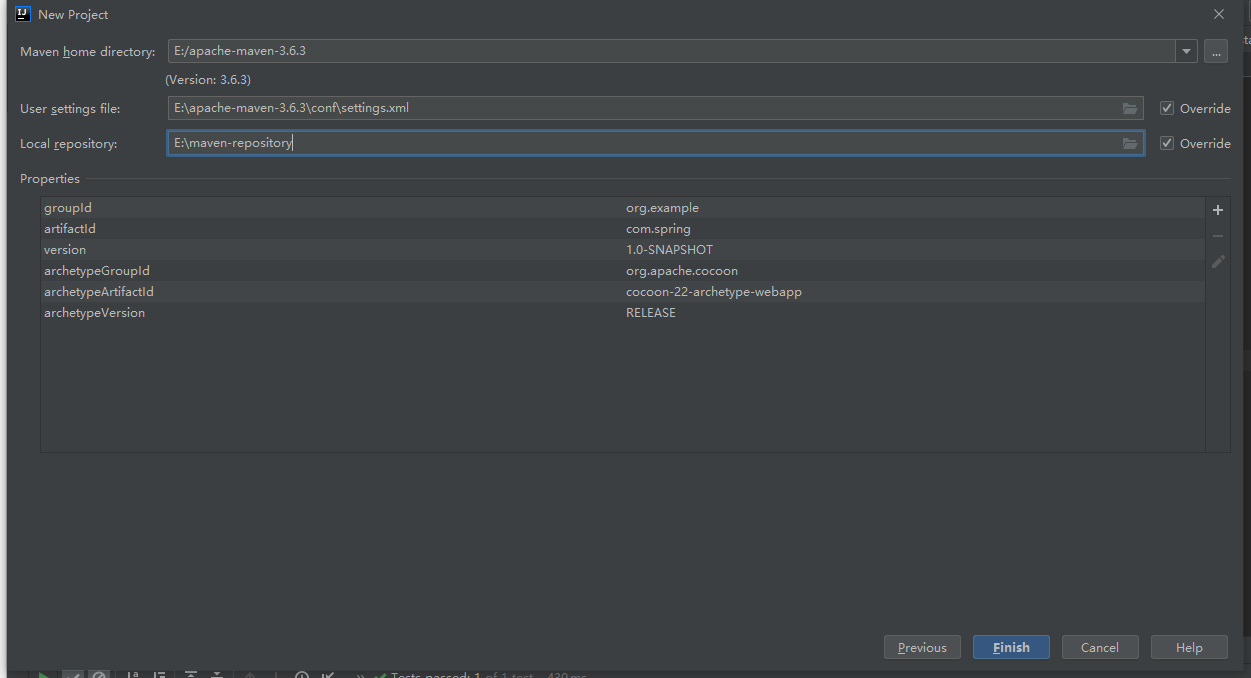 New Project
Maven home directory: E:/apache-maven-3.6.3 ...
(Version: 3.6.3)
User settings file: E:\apache-maven-3.6.3\conf\settings.xml Override
Local repository: E:\maven-repository Override
Properties
groupId org.example
artifactId com.spring
version 1.0-SNAPSHOT
archetypeGroupId org.apache.cocoon
archetypeArtifactId cocoon-22-archetype-webapp
archetypeVersion RELEASE
Previous Finish Cancel Help
Tests passed: 1 of 1 test